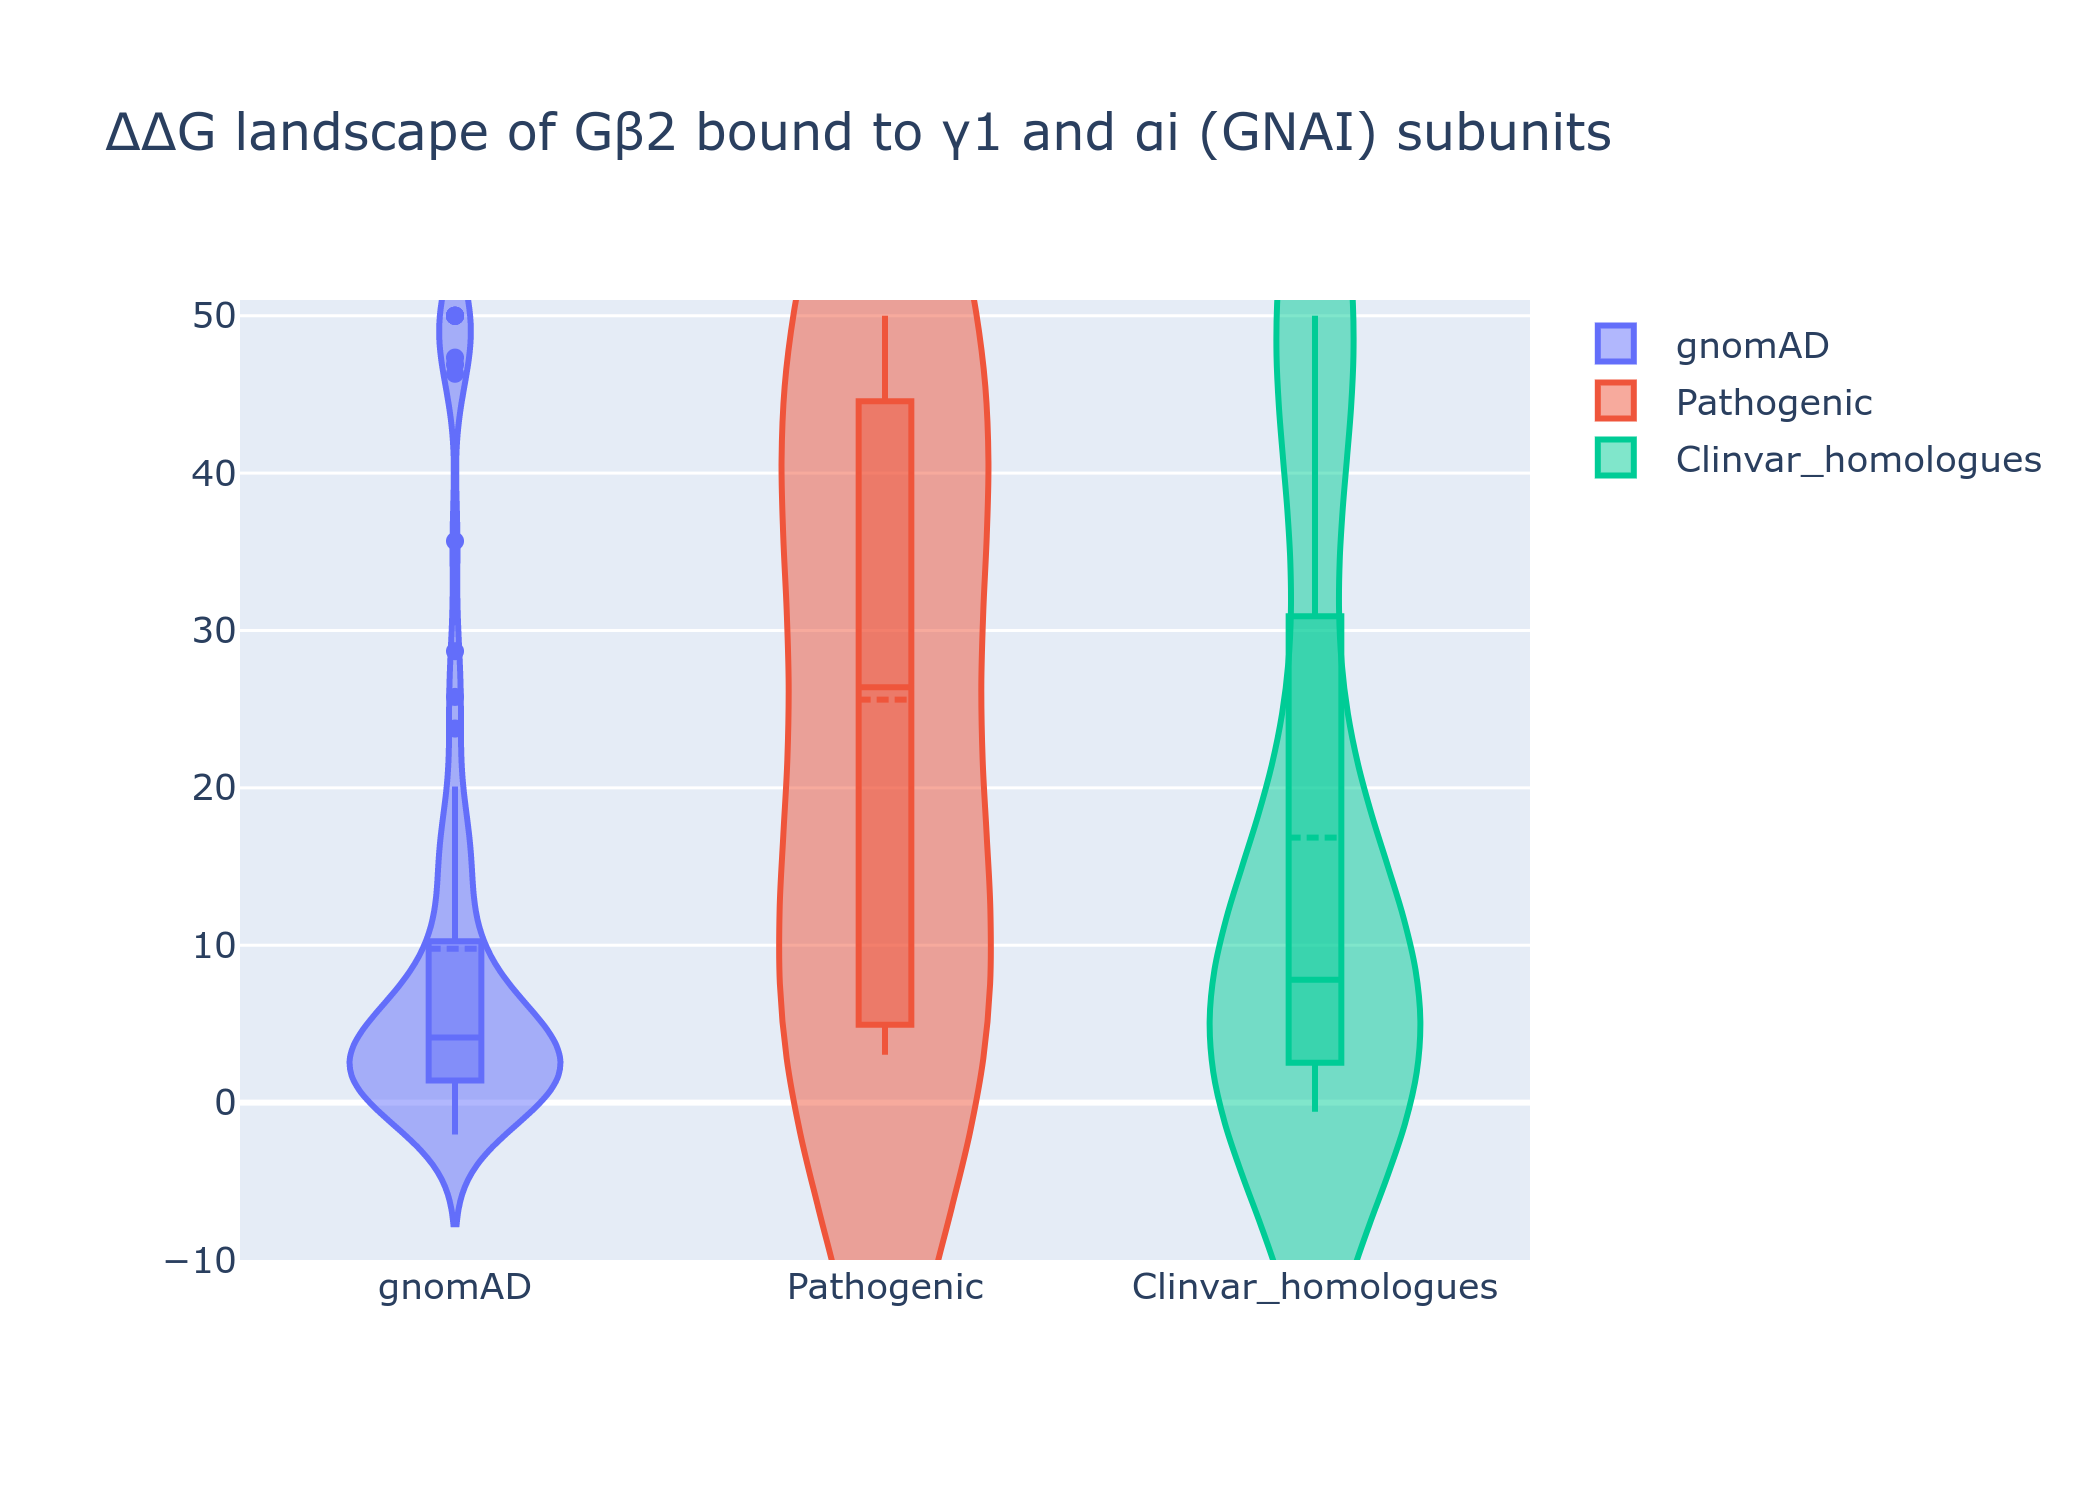 ΔΔG landscape of Gβ2 bound to γ1 and αi (GNAI) subunits
50
40
30
20
10
0
−10
gnomAD
Pathogenic
Clinvar_homologues
gnomAD
Pathogenic
Clinvar_homologues